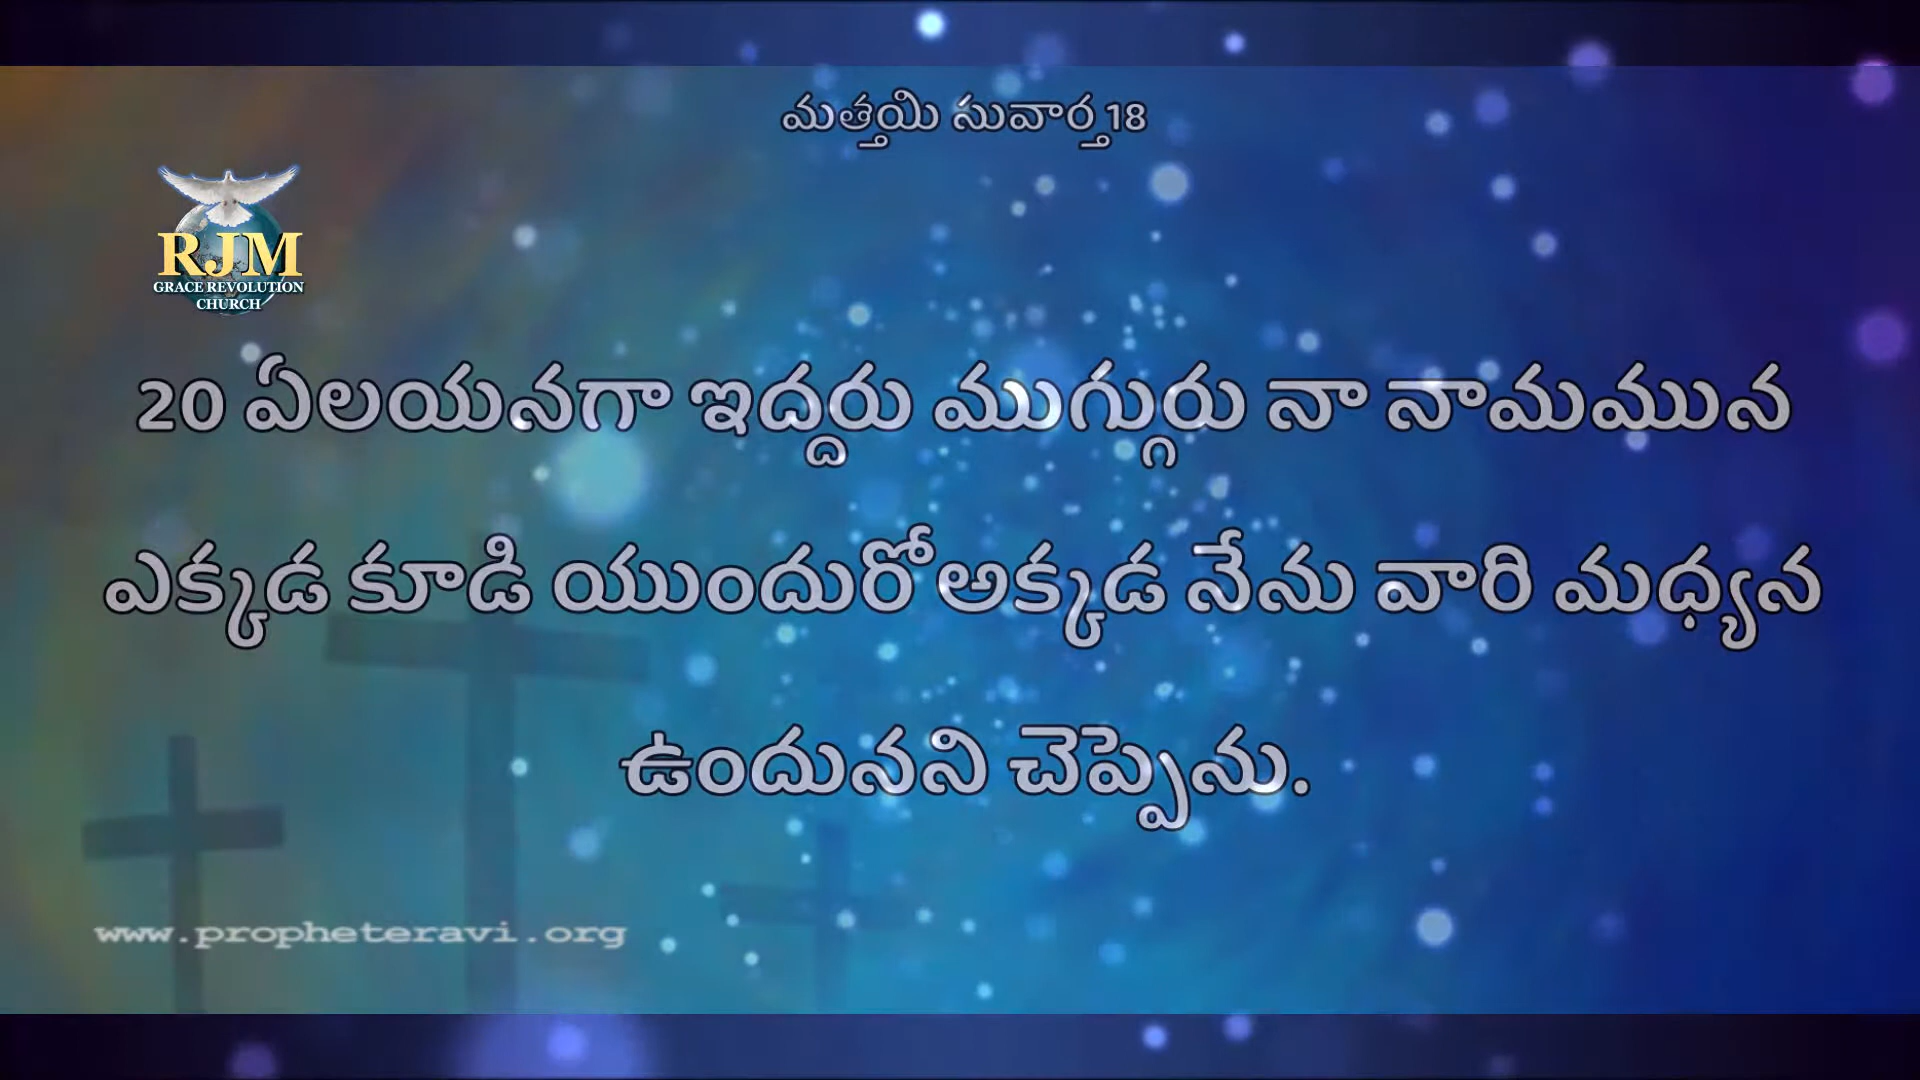 మత్తయి సువార్త 18
RJM
GRACE REVOLUTION
CHURCH
20 ఏలయనగా ఇద్దరు ముగ్గురు నా నామమున
ఎక్కడ కూడి యుందురో అక్కడ నేను వారి మధ్యన
ఉందునని చెప్పెను.
www.propheteravi.org